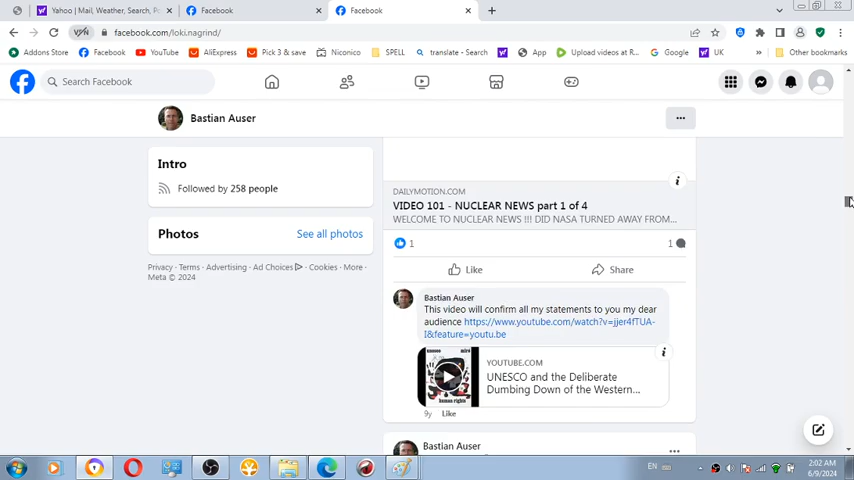 Yahoo | Mail, Weather, Search, P
Facebook
Facebook
VPN
facebook.com/loki.nagrind/
Addons Store
Facebook
YouTube
AliExpress
Pick 3 & save
Niconico
SPELL
translate - Search
App
Upload videos at R...
Google
UK
Other bookmarks
Search Facebook
Bastian Auser
Intro
Followed by 258 people
Photos
See all photos
Privacy · Terms · Advertising · Ad Choices · Cookies · More ·
Meta © 2024
DAILYMOTION.COM
VIDEO 101 - NUCLEAR NEWS part 1 of 4
WELCOME TO NUCLEAR NEWS !!! DID NASA TURNED AWAY FROM...
1
1
Like
Share
Bastian Auser
This video will confirm all my statements to you my dear
audience https://www.youtube.com/watch?v=jjer4fTUA-
I&feature=youtu.be
YOUTUBE.COM
UNESCO and the Deliberate
Dumbing Down of the Western...
unesco
miró
human rights
9y
Like
Bastian Auser
EN
2:02 AM
6/9/2024